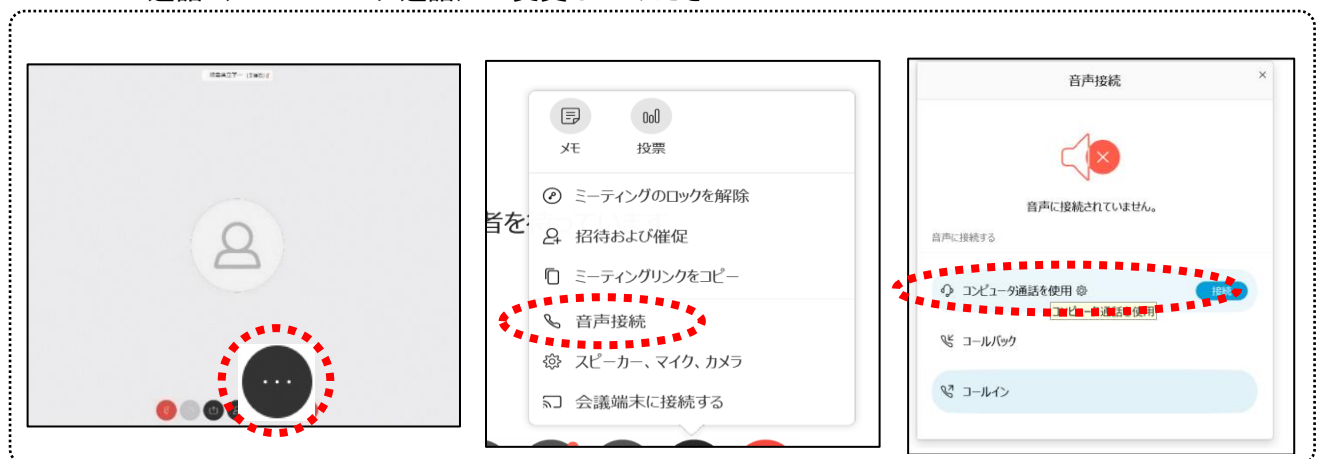 メモ
投票
ミーティングのロックを解除
招待および催促
ミーティングリンクをコピー
音声接続
スピーカー、マイク、カメラ
会議端末に接続する
者を
音声接続
音声に接続されていません。
音声に接続する
コンピュータ通話を使用
接続
コンピュータ通話を使用
コールバック
コールイン